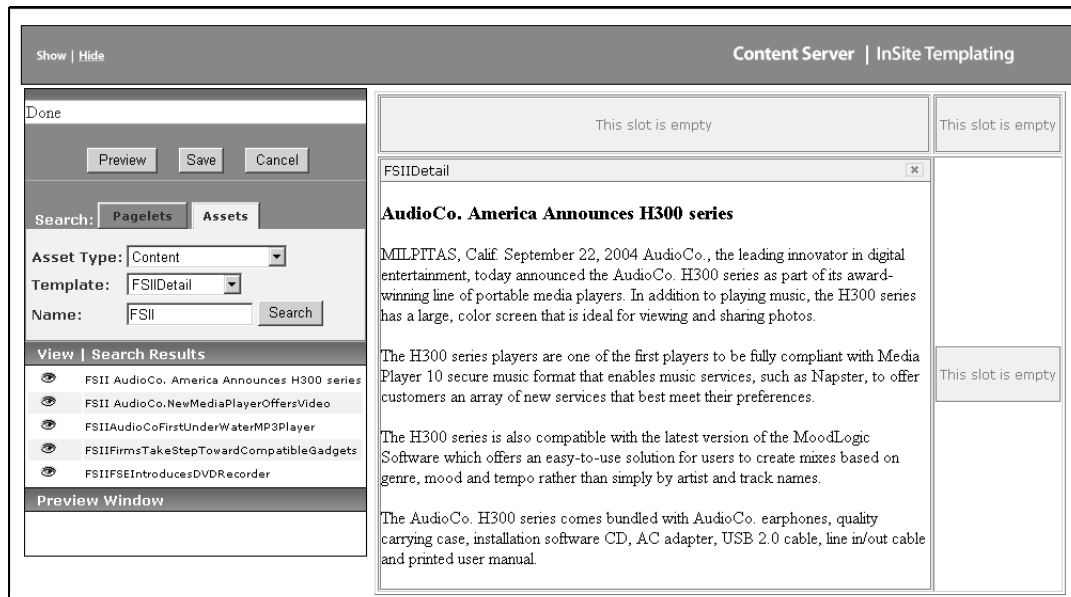 Show | Hide
Content Server | InSite Templating
Done
Preview Save Cancel
Search: Pagelets Assets
Asset Type: Content
Template: FSIIDetail
Name: FSII Search
View | Search Results
FSII AudioCo. America Announces H300 series
FSII AudioCo.NewMediaPlayerOffersVideo
FSIIAudioCoFirstUnderWaterMP3Player
FSIIFirmsTakeStepTowardCompatibleGadgets
FSIIFSEIntroducesDVDRecorder
Preview Window
This slot is empty
This slot is empty
FSIIDetail
AudioCo. America Announces H300 series
MILPITAS, Calif. September 22, 2004 AudioCo., the leading innovator in digital
entertainment, today announced the AudioCo. H300 series as part of its award-
winning line of portable media players. In addition to playing music, the H300 series
has a large, color screen that is ideal for viewing and sharing photos.
The H300 series players are one of the first players to be fully compliant with Media
Player 10 secure music format that enables music services, such as Napster, to offer
customers an array of new services that best meet their preferences.
The H300 series is also compatible with the latest version of the MoodLogic
Software which offers an easy-to-use solution for users to create mixes based on
genre, mood and tempo rather than simply by artist and track names.
The AudioCo. H300 series comes bundled with AudioCo. earphones, quality
carrying case, installation software CD, AC adapter, USB 2.0 cable, line in/out cable
and printed user manual.
This slot is empty